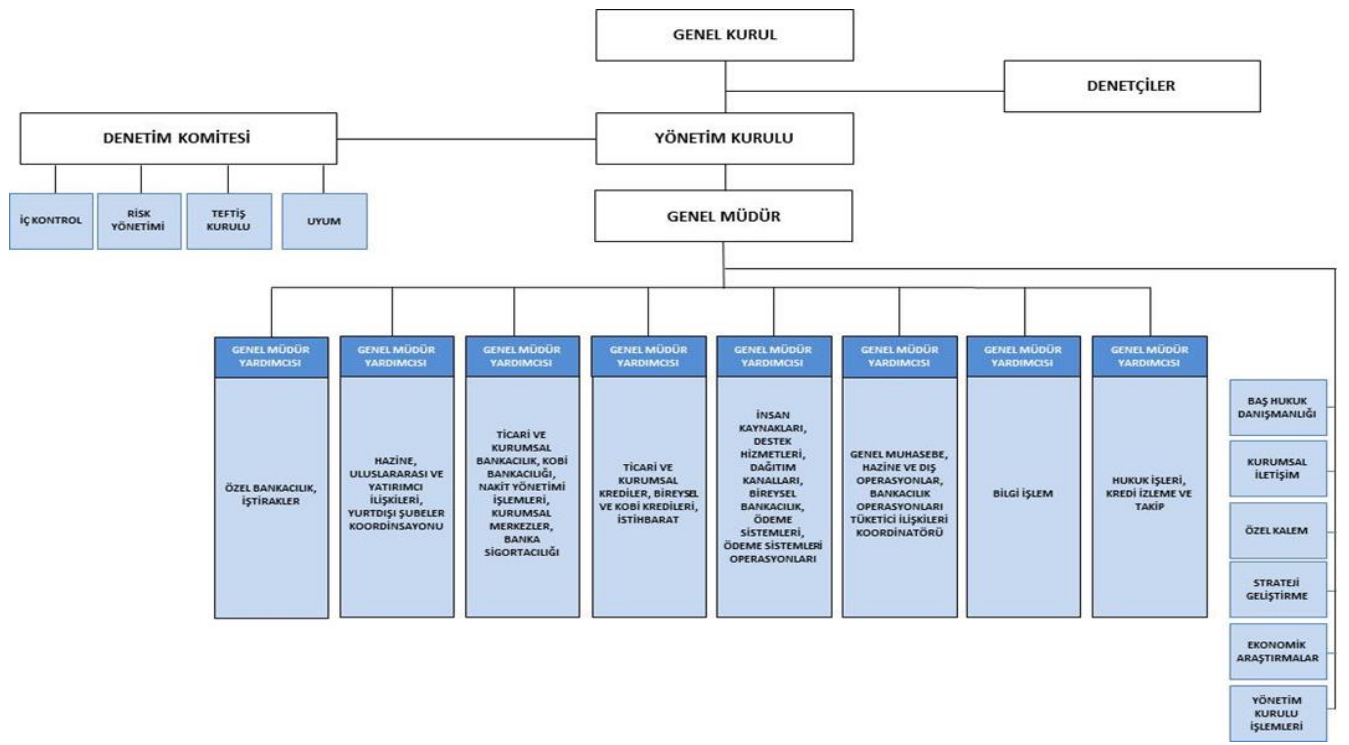 GENEL KURUL
DENETÇİLER
DENETİM KOMİTESİ
YÖNETİM KURULU
İÇ KONTROL
RİSK
YÖNETİMİ
TEFTİŞ
KURULU
UYUM
GENEL MÜDÜR
GENEL MÜDÜR
YARDIMCISI
ÖZEL BANKACILIK,
İŞTİRAKLER
GENEL MÜDÜR
YARDIMCISI
HAZİNE,
ULUSLARARASI VE
YATIRIMCI
İLİŞKİLERİ,
YURTDIŞI ŞUBELER
KOORDİNSAYONU
GENEL MÜDÜR
YARDIMCISI
TİCARİ VE
KURUMSAL
BANKACILIK, KOBİ
BANKACILIĞI,
NAKİT YÖNETİMİ
İŞLEMLERİ,
KURUMSAL
MERKEZLER,
BANKA
SİGORTACILIĞI
GENEL MÜDÜR
YARDIMCISI
TİCARİ VE
KURUMSAL
KREDİLER, BİREYSEL
VE KOBİ KREDİLERİ,
İSTİHBARAT
GENEL MÜDÜR
YARDIMCISI
İNSAN
KAYNAKLARI,
DESTEK
HİZMETLERİ,
DAĞITIM
KANALLARI,
BİREYSEL
BANKACILIK,
ÖDEME
SİSTEMLERİ,
ÖDEME SİSTEMLERİ
OPERASYONLARI
GENEL MÜDÜR
YARDIMCISI
GENEL MUHASEBE,
HAZİNE VE DIŞ
OPERASYONLAR,
BANKACILIK
OPERASYONLARI
TÜKETİCİ İLİŞKİLERİ
KOORDİNATÖRÜ
GENEL MÜDÜR
YARDIMCISI
BİLGİ İŞLEM
GENEL MÜDÜR
YARDIMCISI
HUKUK İŞLERİ,
KREDİ İZLEME VE
TAKİP
BAŞ HUKUK
DANIŞMANLIĞI
KURUMSAL
İLETİŞİM
ÖZEL KALEM
STRATEJİ
GELİŞTİRME
EKONOMİK
ARAŞTIRMALAR
YÖNETİM
KURULU
İŞLEMLERİ